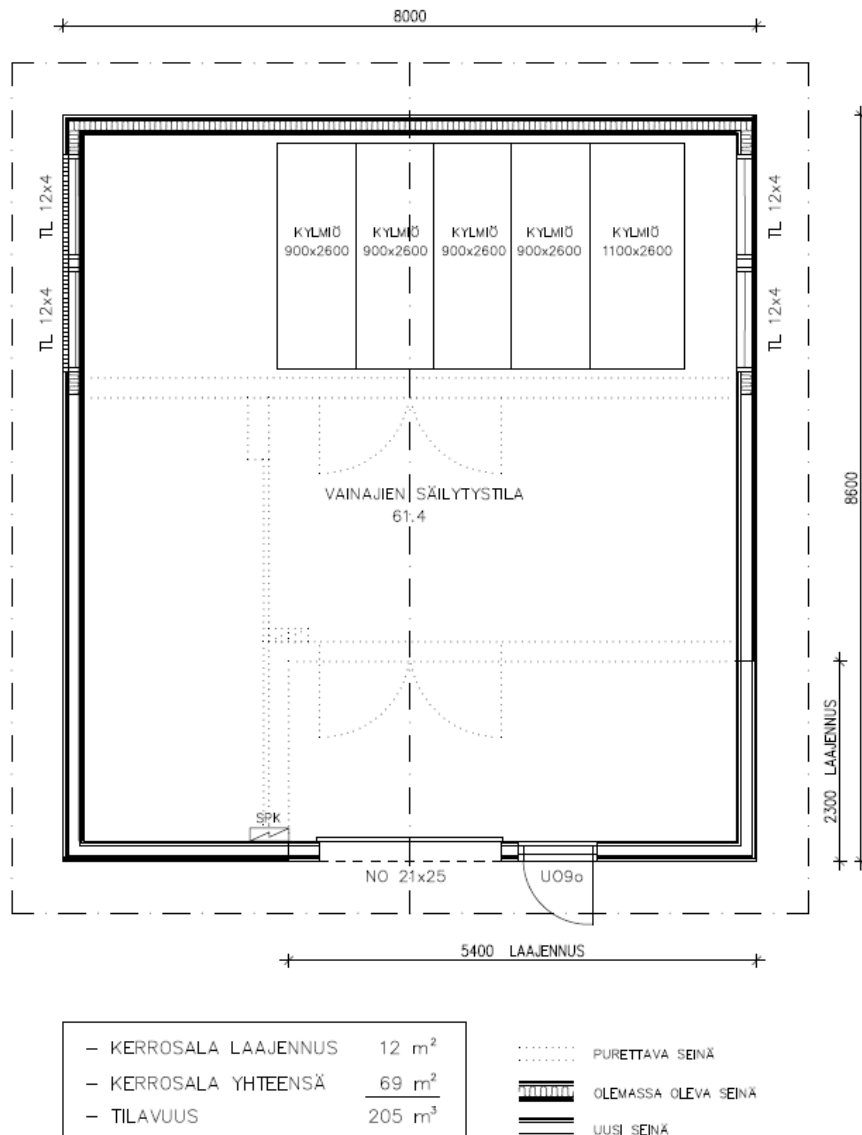 8000
TL 12x4
TL 12x4
TL 12x4
TL 12x4
KYLMIÖ
900x2600
KYLMIÖ
900x2600
KYLMIÖ
900x2600
KYLMIÖ
900x2600
KYLMIÖ
1100x2600
8600
VAINAJIEN SÄILYTYSTILA
61.4
2300 LAAJENNUS
SPK
NO 21x25
UO9o
5400 LAAJENNUS
– KERROSALA LAAJENNUS 12 m²
– KERROSALA YHTEENSÄ 69 m²
– TILAVUUS 205 m³
PURETTAVA SEINÄ
OLEMASSA OLEVA SEINÄ
UUSI SEINÄ